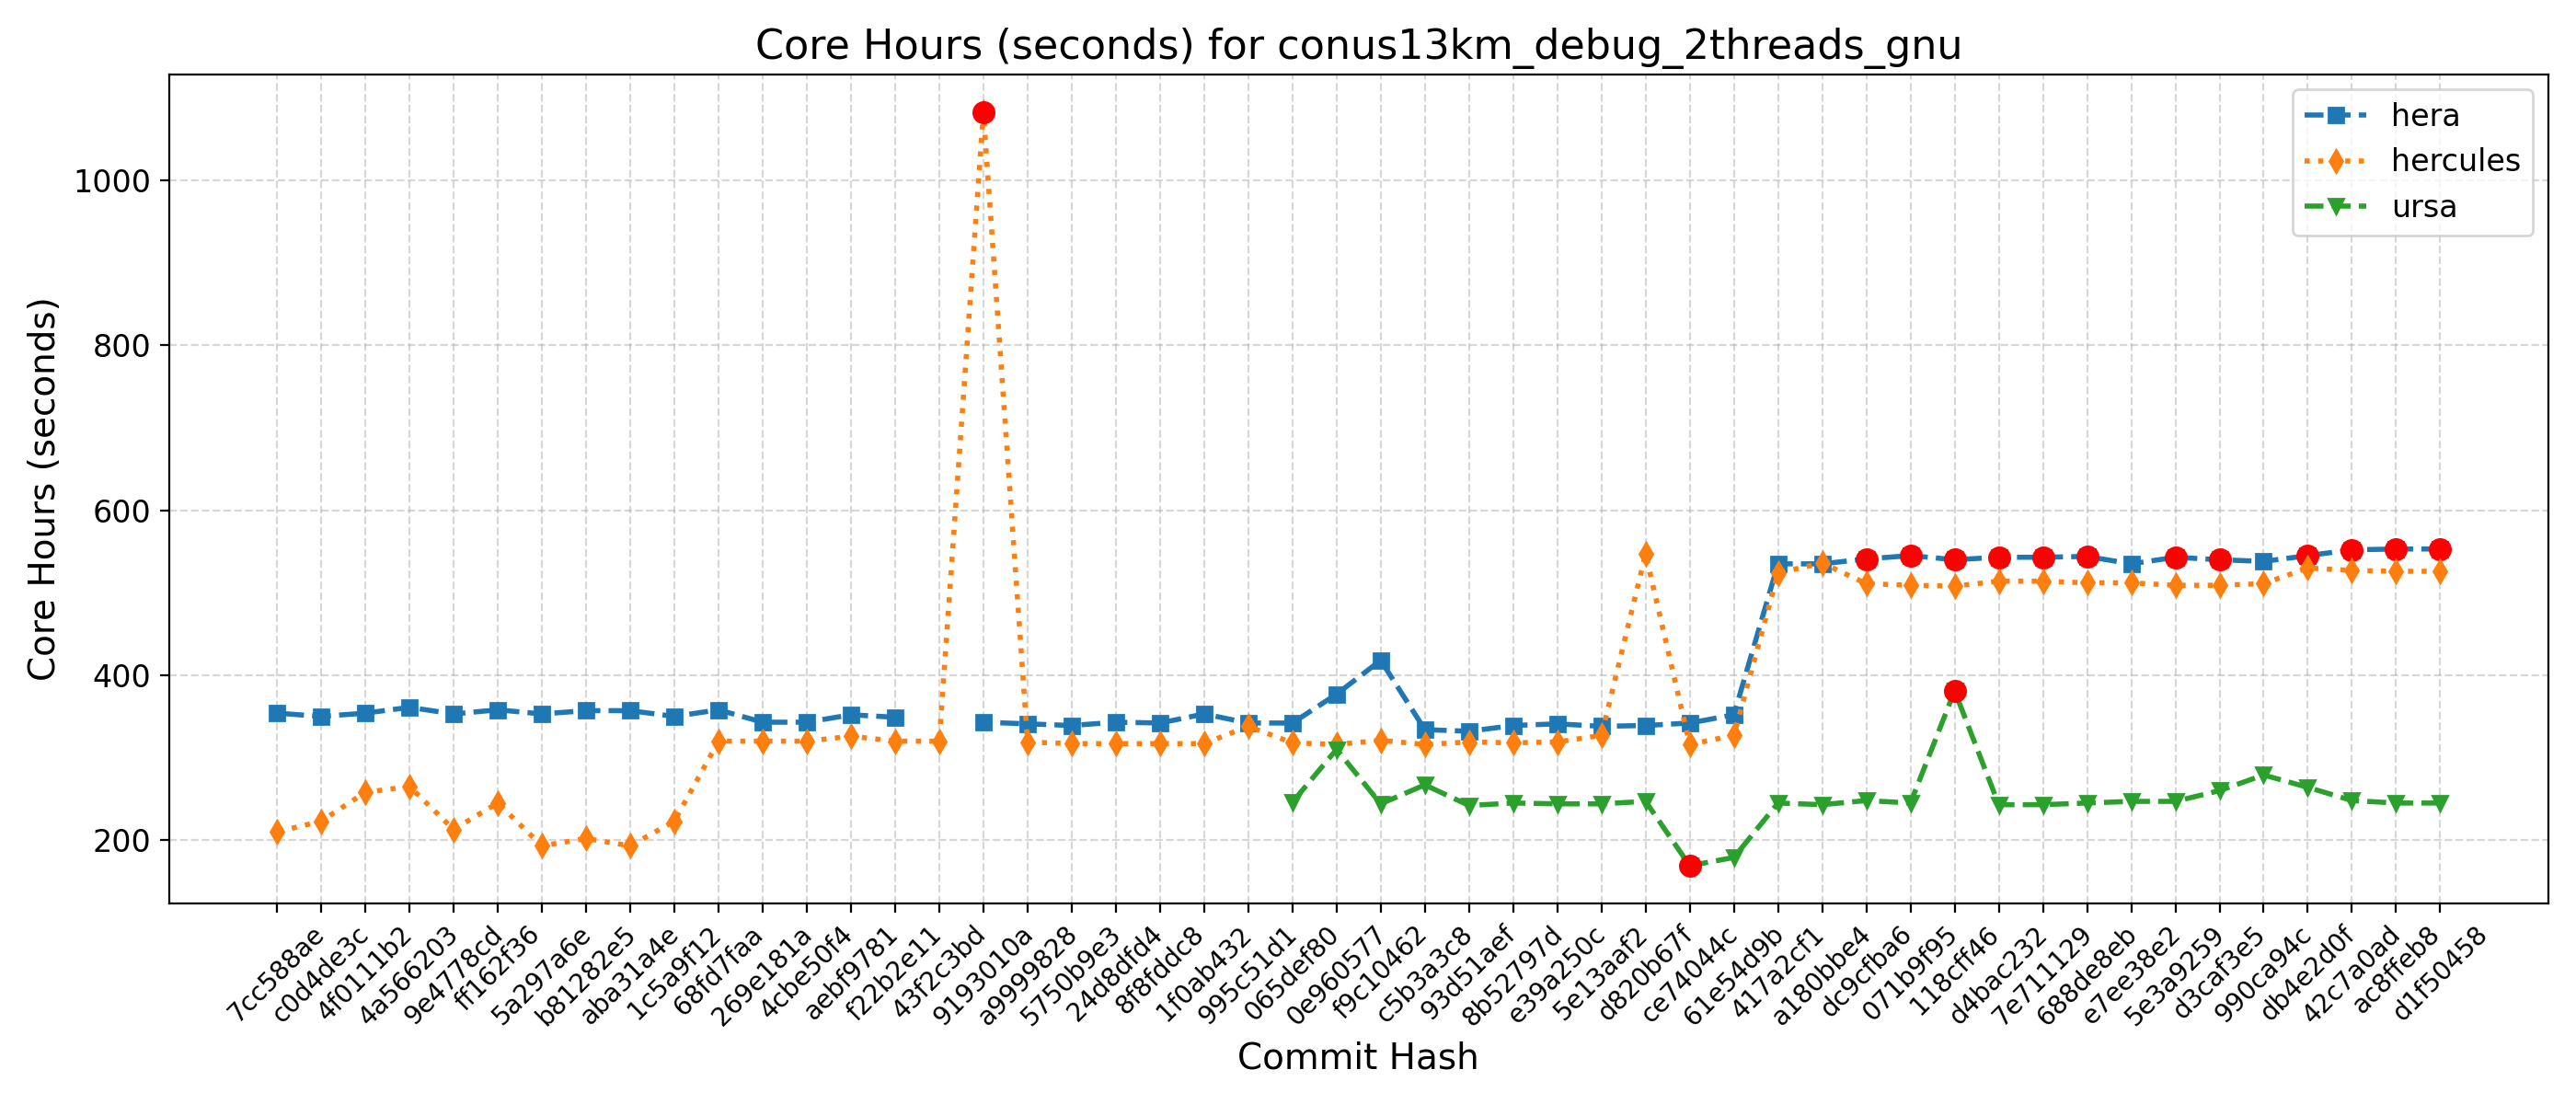 Core Hours (seconds) for conus13km_debug_2threads_gnu
Core Hours (seconds)
1000
800
600
400
200
hera
hercules
ursa
7cc588ae
c0d4de3c
4f0111b2
4a566203
9e4778cd
ff162f36
5a297a6e
b81282e5
aba31a4e
1c5a9f12
68fd7faa
269e181a
4cbe50f4
aebf9781
f22b2e11
43f2c3bd
9193010a
a9999828
5750b9e3
24d8dfd4
8f8fddc8
1f0ab432
995c51d1
065def80
0e960577
f9c10462
c5b3a3c8
93d51aef
8b52797d
e39a250c
5e13aaf2
d820b67f
ce74044c
61e54d9b
417a2cf1
a180bbe4
dc9cfba6
071b9f95
118cff46
d4bac232
7e711129
688de8eb
e7ee38e2
5e3a9259
d3caf3e5
990ca94c
db4e2d0f
42c7a0ad
ac8ffeb8
d1f50458
Commit Hash